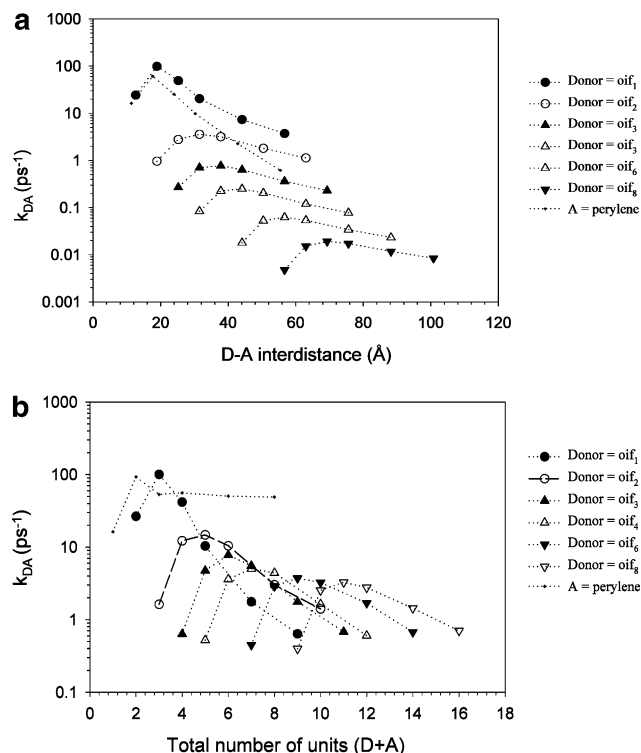 a
1000
100
10
1
0.1
0.01
0.001
0 20 40 60 80 100 120
k_DA (ps⁻¹)
D-A interdistance (Å)
Donor = oif₁
Donor = oif₂
Donor = oif₃
Donor = oif₃
Donor = oif₆
Donor = oif₈
A = perylene
b
1000
100
10
1
0.1
0 2 4 6 8 10 12 14 16 18
k_DA (ps⁻¹)
Total number of units (D+A)
Donor = oif₁
Donor = oif₂
Donor = oif₃
Donor = oif₄
Donor = oif₆
Donor = oif₈
A = perylene